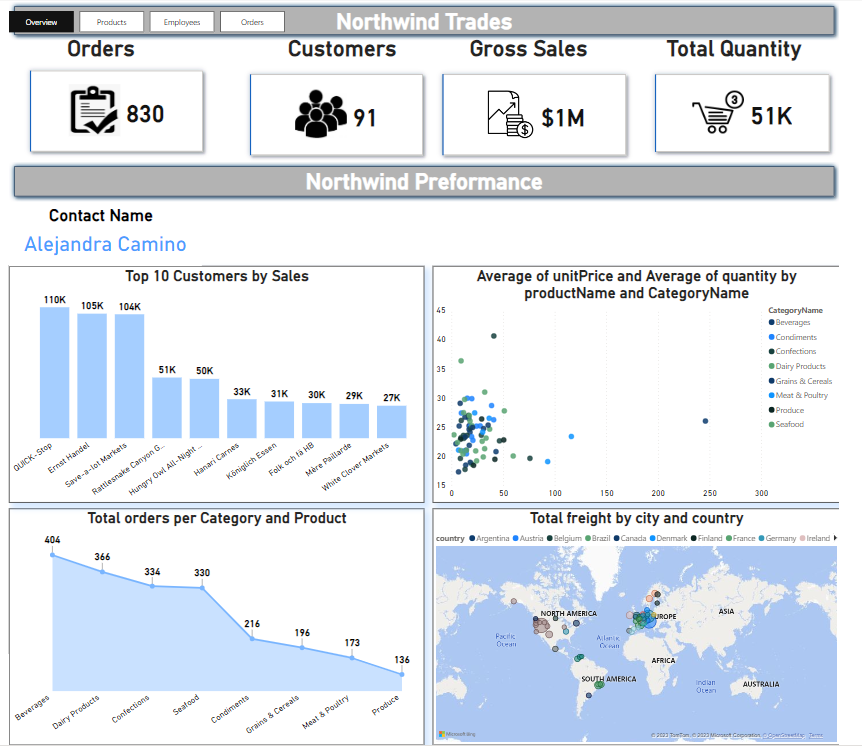 Overview
Products
Employees
Orders
Northwind Trades
Orders
Customers
Gross Sales
Total Quantity
830
91
$
$1M
3
51K
Northwind Preformance
Contact Name
Alejandra Camino
Top 10 Customers by Sales
110K
105K
104K
51K
50K
33K
31K
30K
29K
27K
QUICK-Stop
Ernst Handel
Save-a-lot Markets
Rattlesnake Canyon G...
Hungry Owl All-Night ...
Hanari Carnes
Königlich Essen
Folk och fä HB
Mère Paillarde
White Clover Markets
Average of unitPrice and Average of quantity by
productName and CategoryName
45
40
35
30
25
20
15
0
50
100
150
200
250
300
CategoryName
Beverages
Condiments
Confections
Dairy Products
Grains & Cereals
Meat & Poultry
Produce
Seafood
Total orders per Category and Product
404
366
334
330
216
196
173
136
Beverages
Dairy Products
Confections
Seafood
Condiments
Grains & Cereals
Meat & Poultry
Produce
Total freight by city and country
country
Argentina
Austria
Belgium
Brazil
Canada
Denmark
Finland
France
Germany
Ireland
NORTH AMERICA
EUROPE
ASIA
Pacific
Ocean
Atlantic
Ocean
AFRICA
SOUTH AMERICA
Indian
Ocean
AUSTRALIA
Microsoft Bing
© 2023 TomTom, © 2023 Microsoft Corporation, © OpenStreetMap Terms